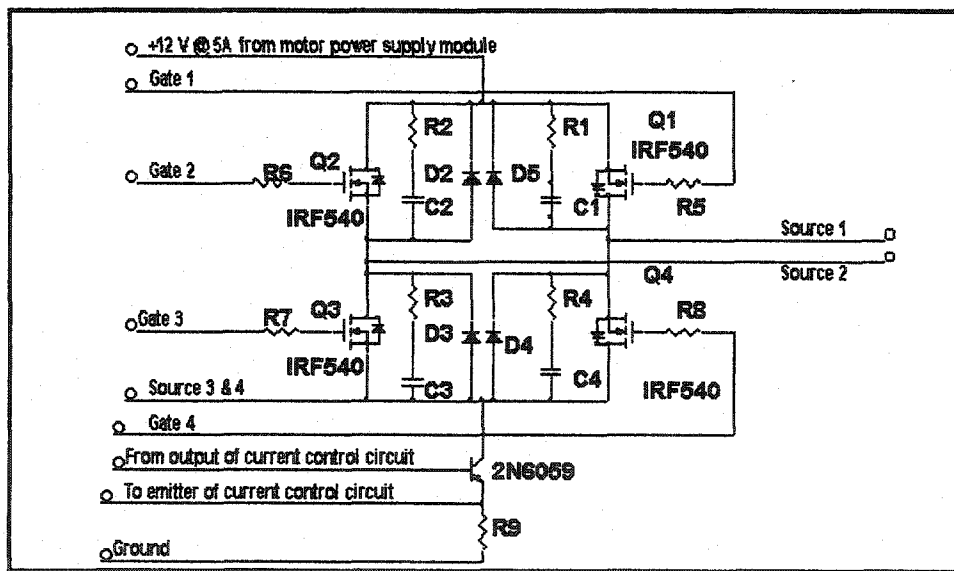 +12 V @ 5A from motor power supply module
Gate 1
R2
R1
Q1
IRF540
Q2
D2
D5
Gate 2
R6
C2
C1
R5
IRF540
Source 1
Source 2
Q4
Q3
R3
R4
R8
Gate 3
R7
D3
D4
IRF540
C3
C4
IRF540
Source 3 & 4
Gate 4
From output of current control circuit
2N6059
To emitter of current control circuit
R9
Ground